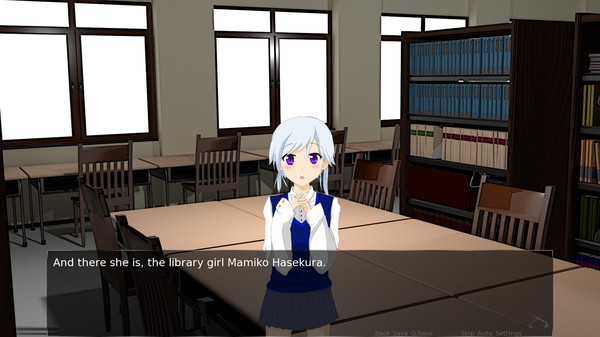 And there she is, the library girl Mamiko Hasekura.
Back Save Q.Save Skip Auto Settings